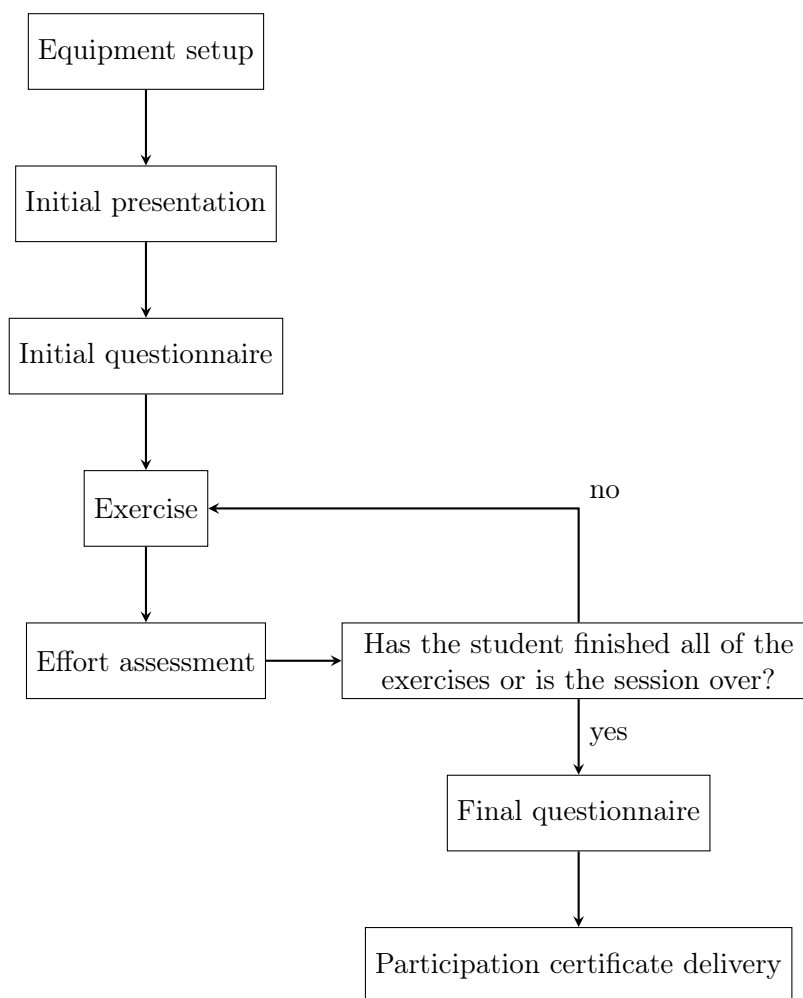 Equipment setup
Initial presentation
Initial questionnaire
Exercise
no
Effort assessment
Has the student finished all of the
exercises or is the session over?
yes
Final questionnaire
Participation certificate delivery